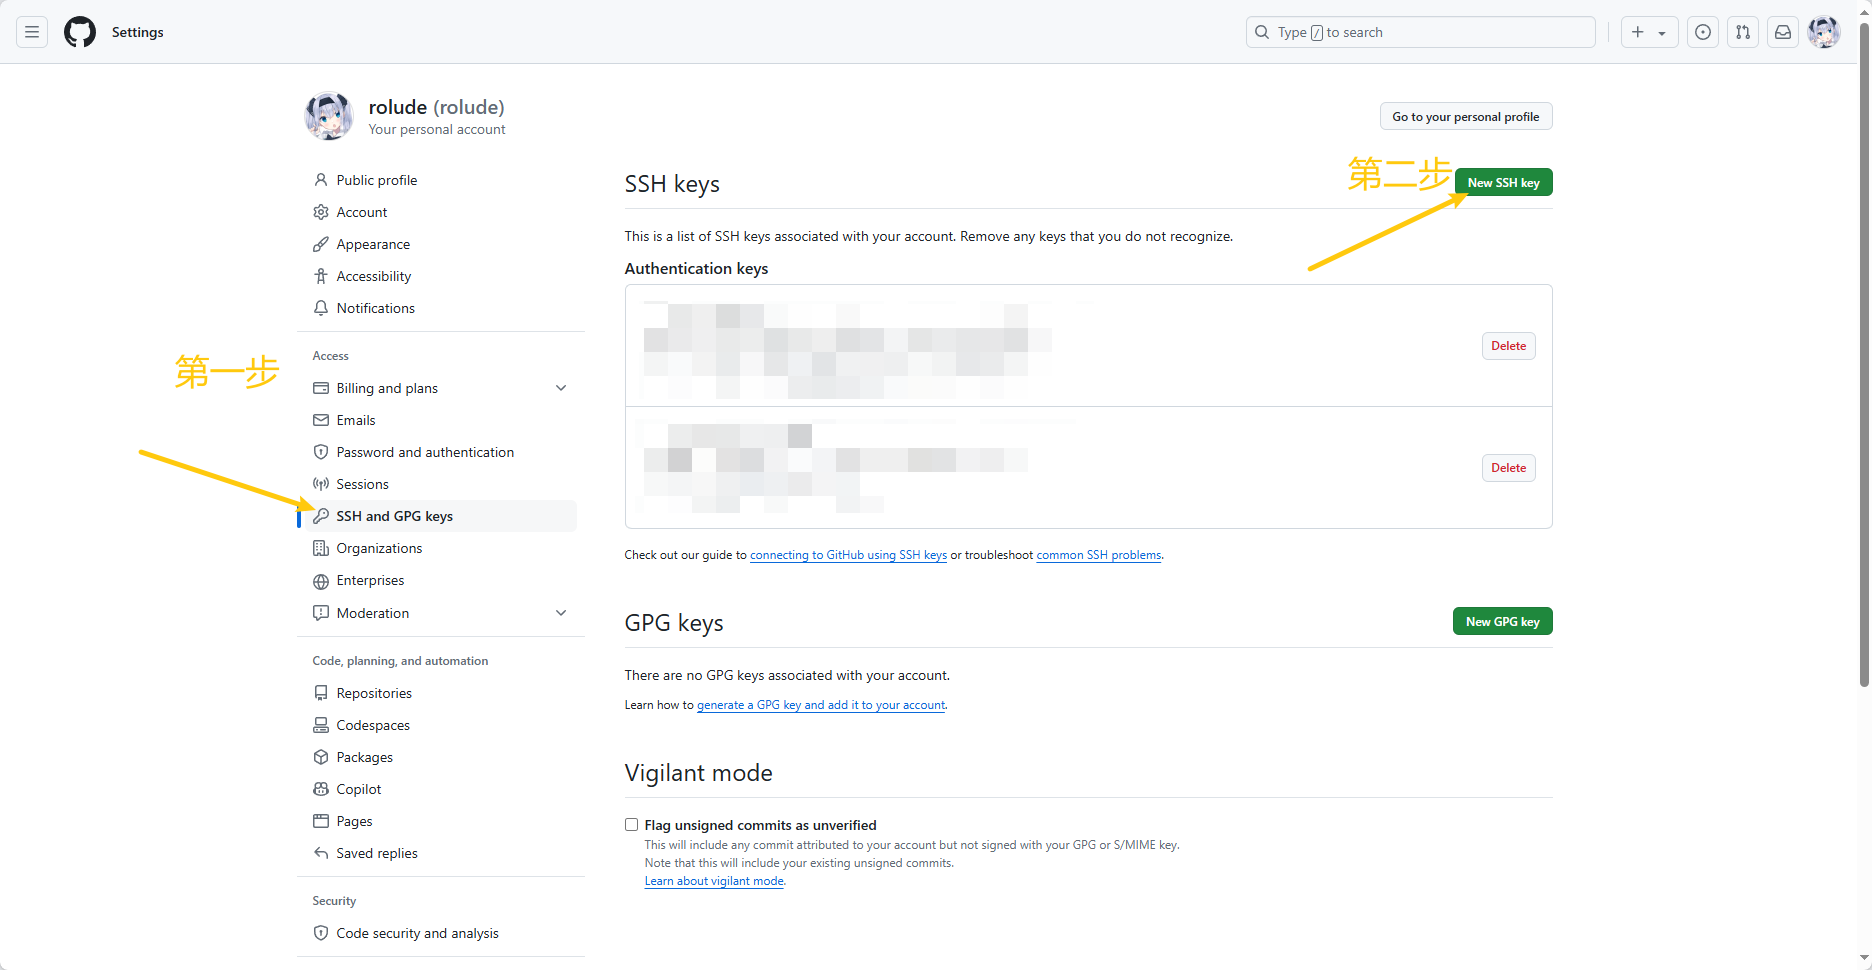 Settings
Type / to search
rolude (rolude)
Your personal account
Go to your personal profile
Public profile
Account
Appearance
Accessibility
Notifications
Access
Billing and plans
Emails
Password and authentication
Sessions
SSH and GPG keys
Organizations
Enterprises
Moderation
Code, planning, and automation
Repositories
Codespaces
Packages
Copilot
Pages
Saved replies
Security
Code security and analysis
第一步
SSH keys
第二步
New SSH key
This is a list of SSH keys associated with your account. Remove any keys that you do not recognize.
Authentication keys
Delete
Delete
Check out our guide to connecting to GitHub using SSH keys or troubleshoot common SSH problems.
GPG keys
New GPG key
There are no GPG keys associated with your account.
Learn how to generate a GPG key and add it to your account.
Vigilant mode
Flag unsigned commits as unverified
This will include any commit attributed to your account but not signed with your GPG or S/MIME key.
Note that this will include your existing unsigned commits.
Learn about vigilant mode.